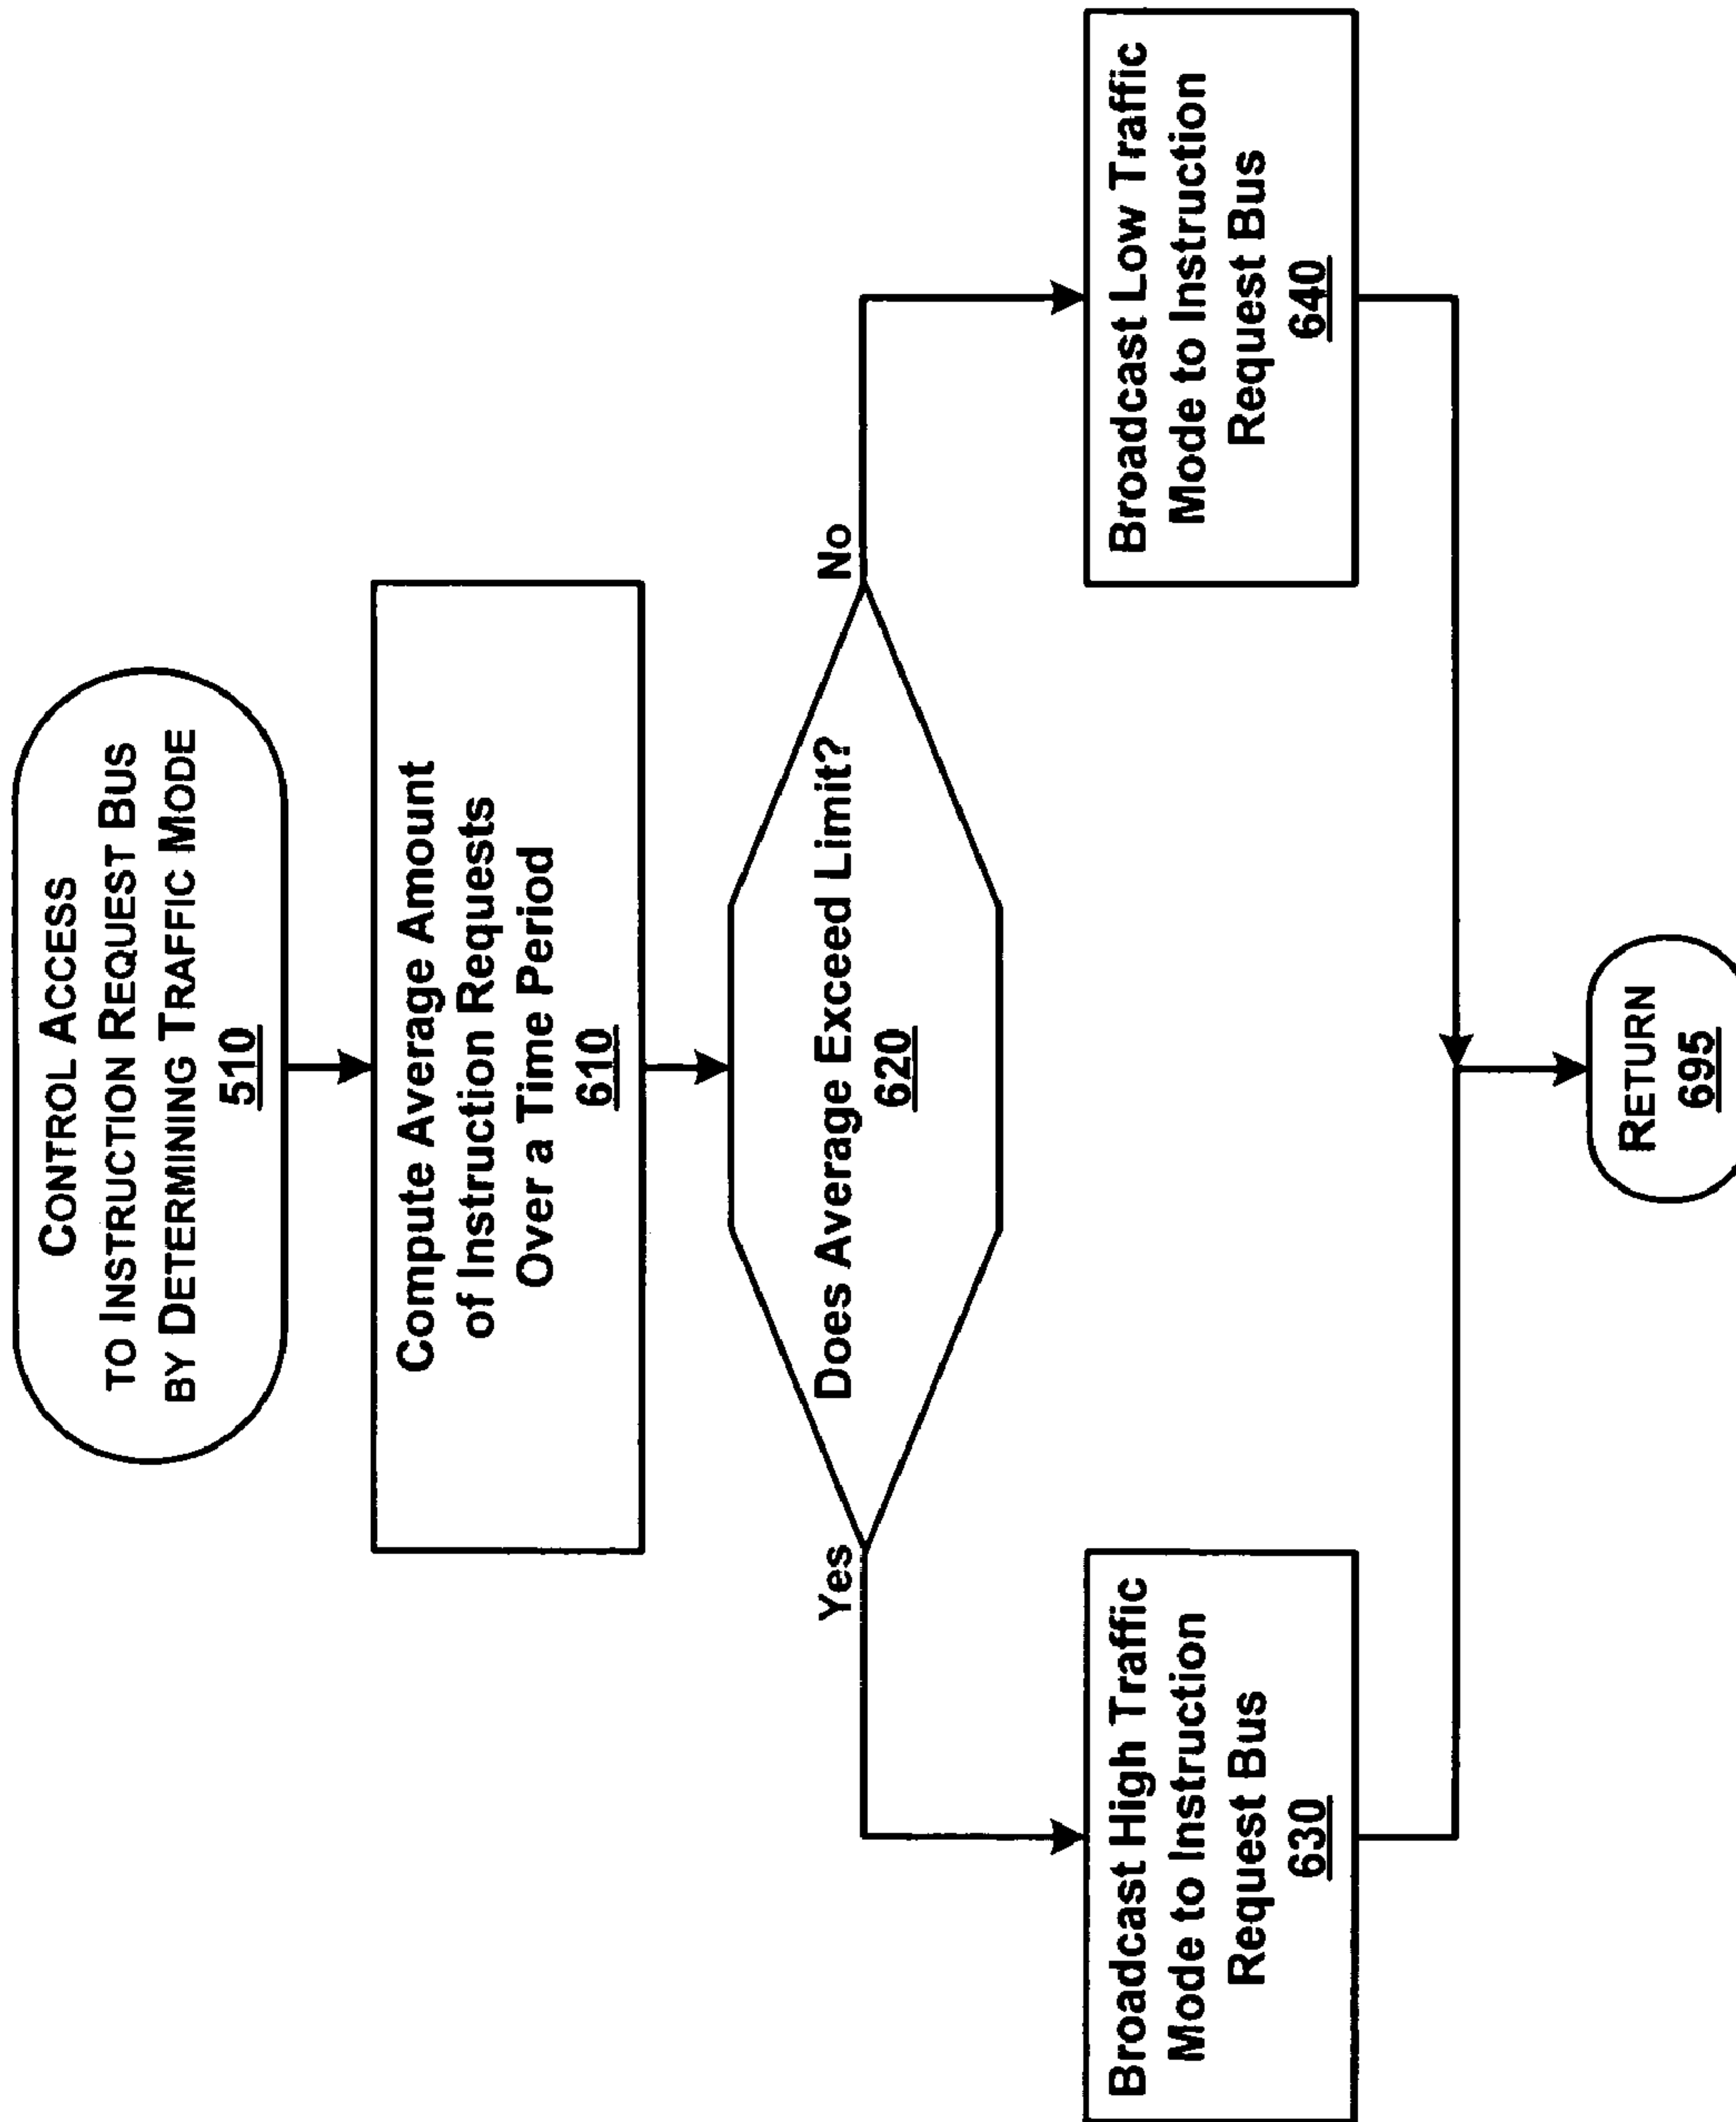 CONTROL ACCESS
TO INSTRUCTION REQUEST BUS
BY DETERMINING TRAFFIC MODE
510
Compute Average Amount
of Instruction Requests
Over a Time Period
610
Does Average Exceed Limit?
620
Yes
No
Broadcast High Traffic
Mode to Instruction
Request Bus
630
Broadcast Low Traffic
Mode to Instruction
Request Bus
640
RETURN
695